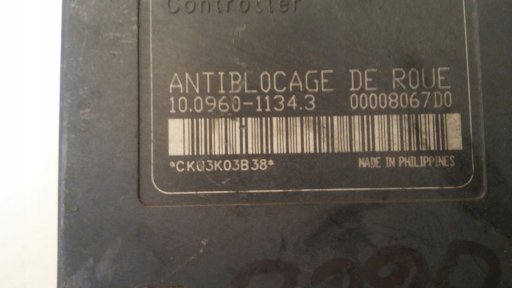 Controller
ANTIBLOCAGE DE ROUE
10.0960-1134.3 00008067D0
*CK03K03B38* MADE IN PHILIPPINES